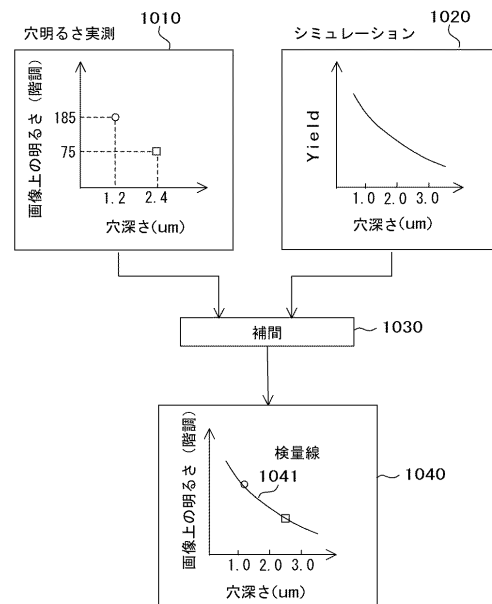 1010
穴明るさ実測
画像上の明るさ（階調）
185
75
1.2
2.4
穴深さ(um)
1020
シミュレーション
Yield
1.0
2.0
3.0
穴深さ(um)
補間
1030
画像上の明るさ（階調）
検量線
1041
1040
1.0
2.0
3.0
穴深さ(um)